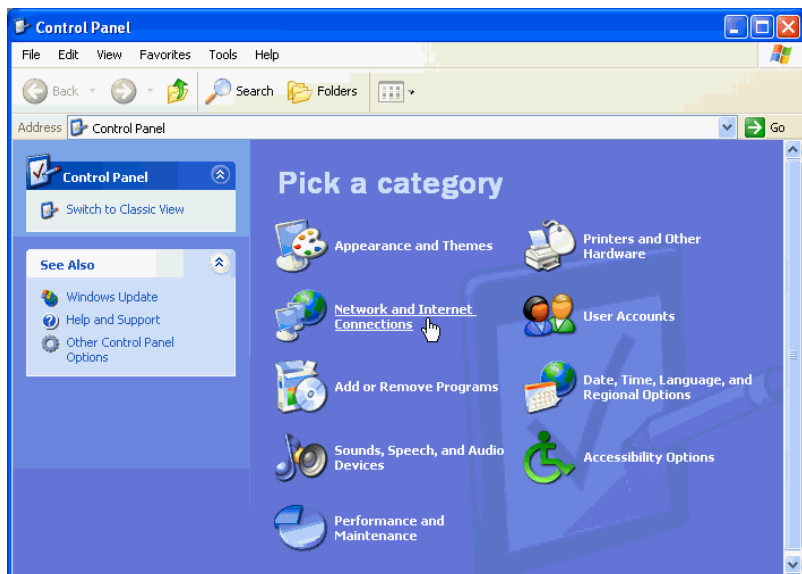 Control Panel
File Edit View Favorites Tools Help
Back Search Folders
Address Control Panel Go
Control Panel
Switch to Classic View
See Also
Windows Update
Help and Support
Other Control Panel
Options
Pick a category
Appearance and Themes
Printers and Other
Hardware
Network and Internet
Connections
User Accounts
Add or Remove Programs
Date, Time, Language, and
Regional Options
Sounds, Speech, and Audio
Devices
Accessibility Options
Performance and
Maintenance